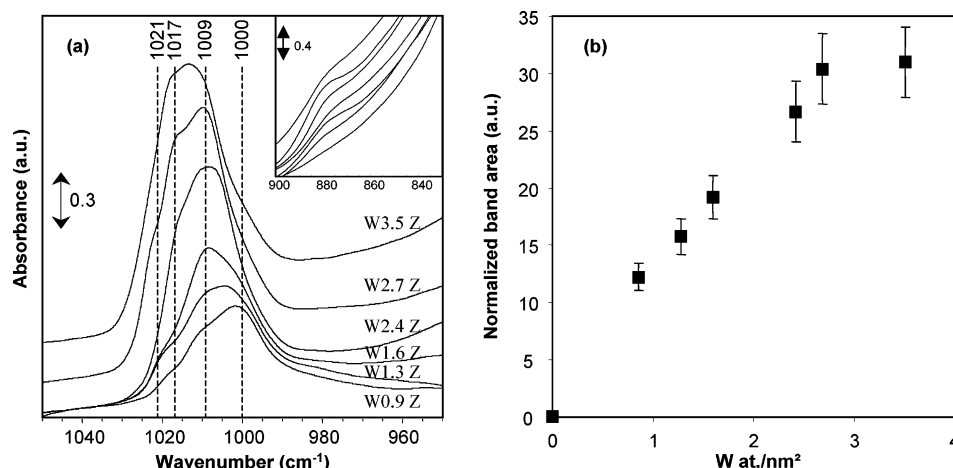 (a)
1021
1017
1009
1000
0.4
900 880 860 840
0.3
Absorbance (a.u.)
W3.5 Z
W2.7 Z
W2.4 Z
W1.6 Z
W1.3 Z
W0.9 Z
1040 1020 1000 980 960
Wavenumber (cm⁻¹)
(b)
Normalized band area (a.u.)
35
30
25
20
15
10
5
0
0 1 2 3 4
W at./nm²